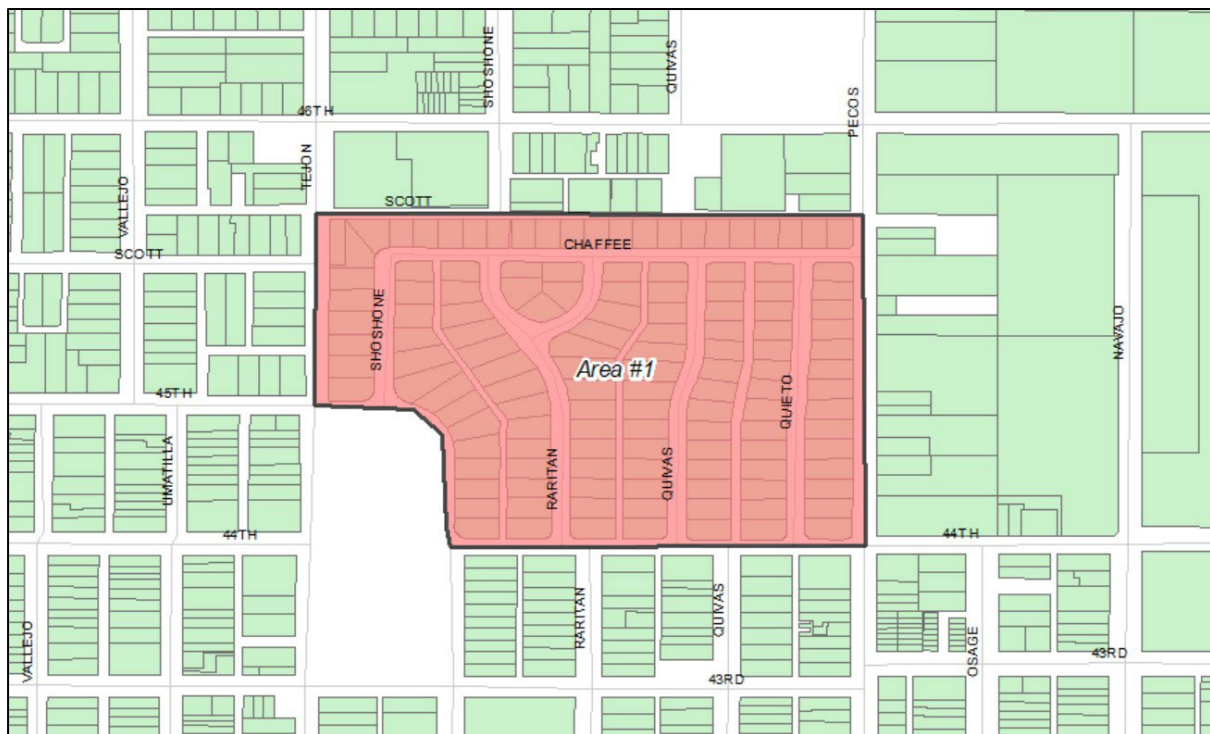 SHOSHONE
QUIVAS
46TH
PECOS
TEJON
VALLEJO
SCOTT
SCOTT
CHAFFEE
SHOSHONE
NAVAJO
Area #1
45TH
QUIETO
UMATILLA
RARITAN
QUIVAS
44TH
44TH
RARITAN
QUIVAS
VALLEJO
OSAGE
43RD
43RD